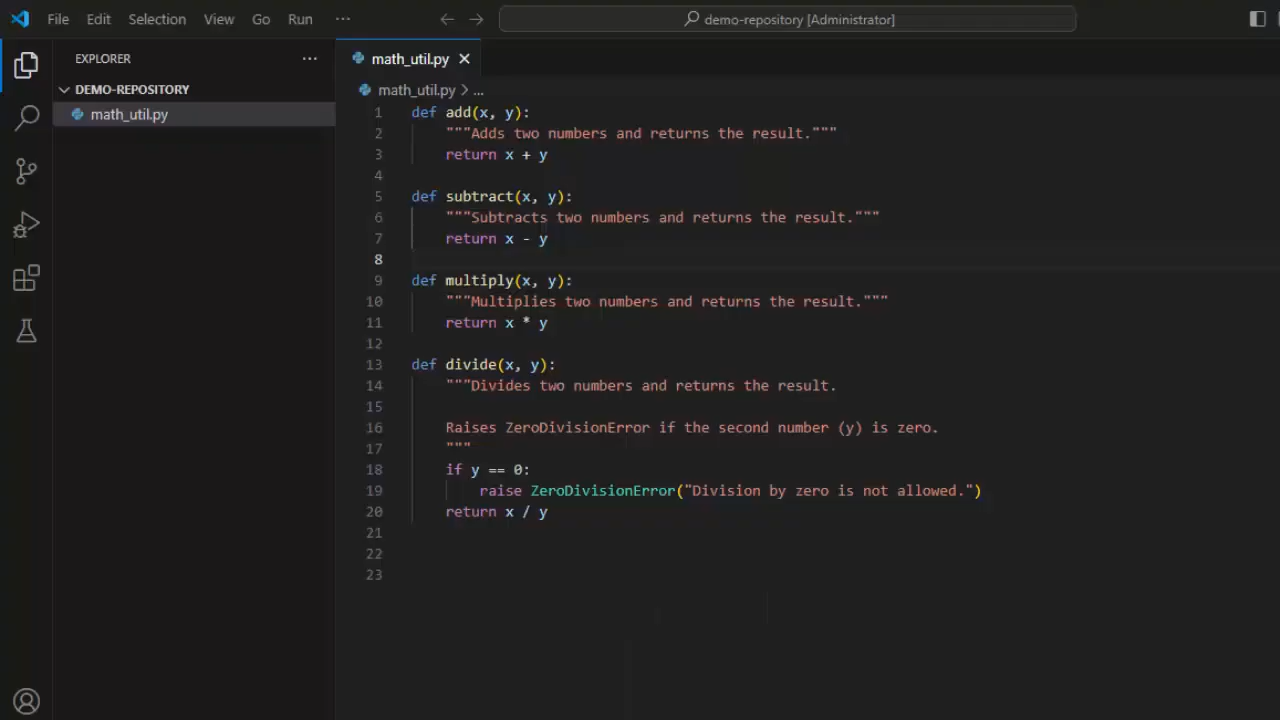 File Edit Selection View Go Run ···
demo-repository [Administrator]
EXPLORER ···
DEMO-REPOSITORY
math_util.py
math_util.py
math_util.py > ...
1 def add(x, y):
2 """Adds two numbers and returns the result."""
3 return x + y
4
5 def subtract(x, y):
6 """Subtracts two numbers and returns the result."""
7 return x - y
8
9 def multiply(x, y):
10 """Multiplies two numbers and returns the result."""
11 return x * y
12
13 def divide(x, y):
14 """Divides two numbers and returns the result.
15
16 Raises ZeroDivisionError if the second number (y) is zero.
17 """
18 if y == 0:
19 raise ZeroDivisionError("Division by zero is not allowed.")
20 return x / y
21
22
23